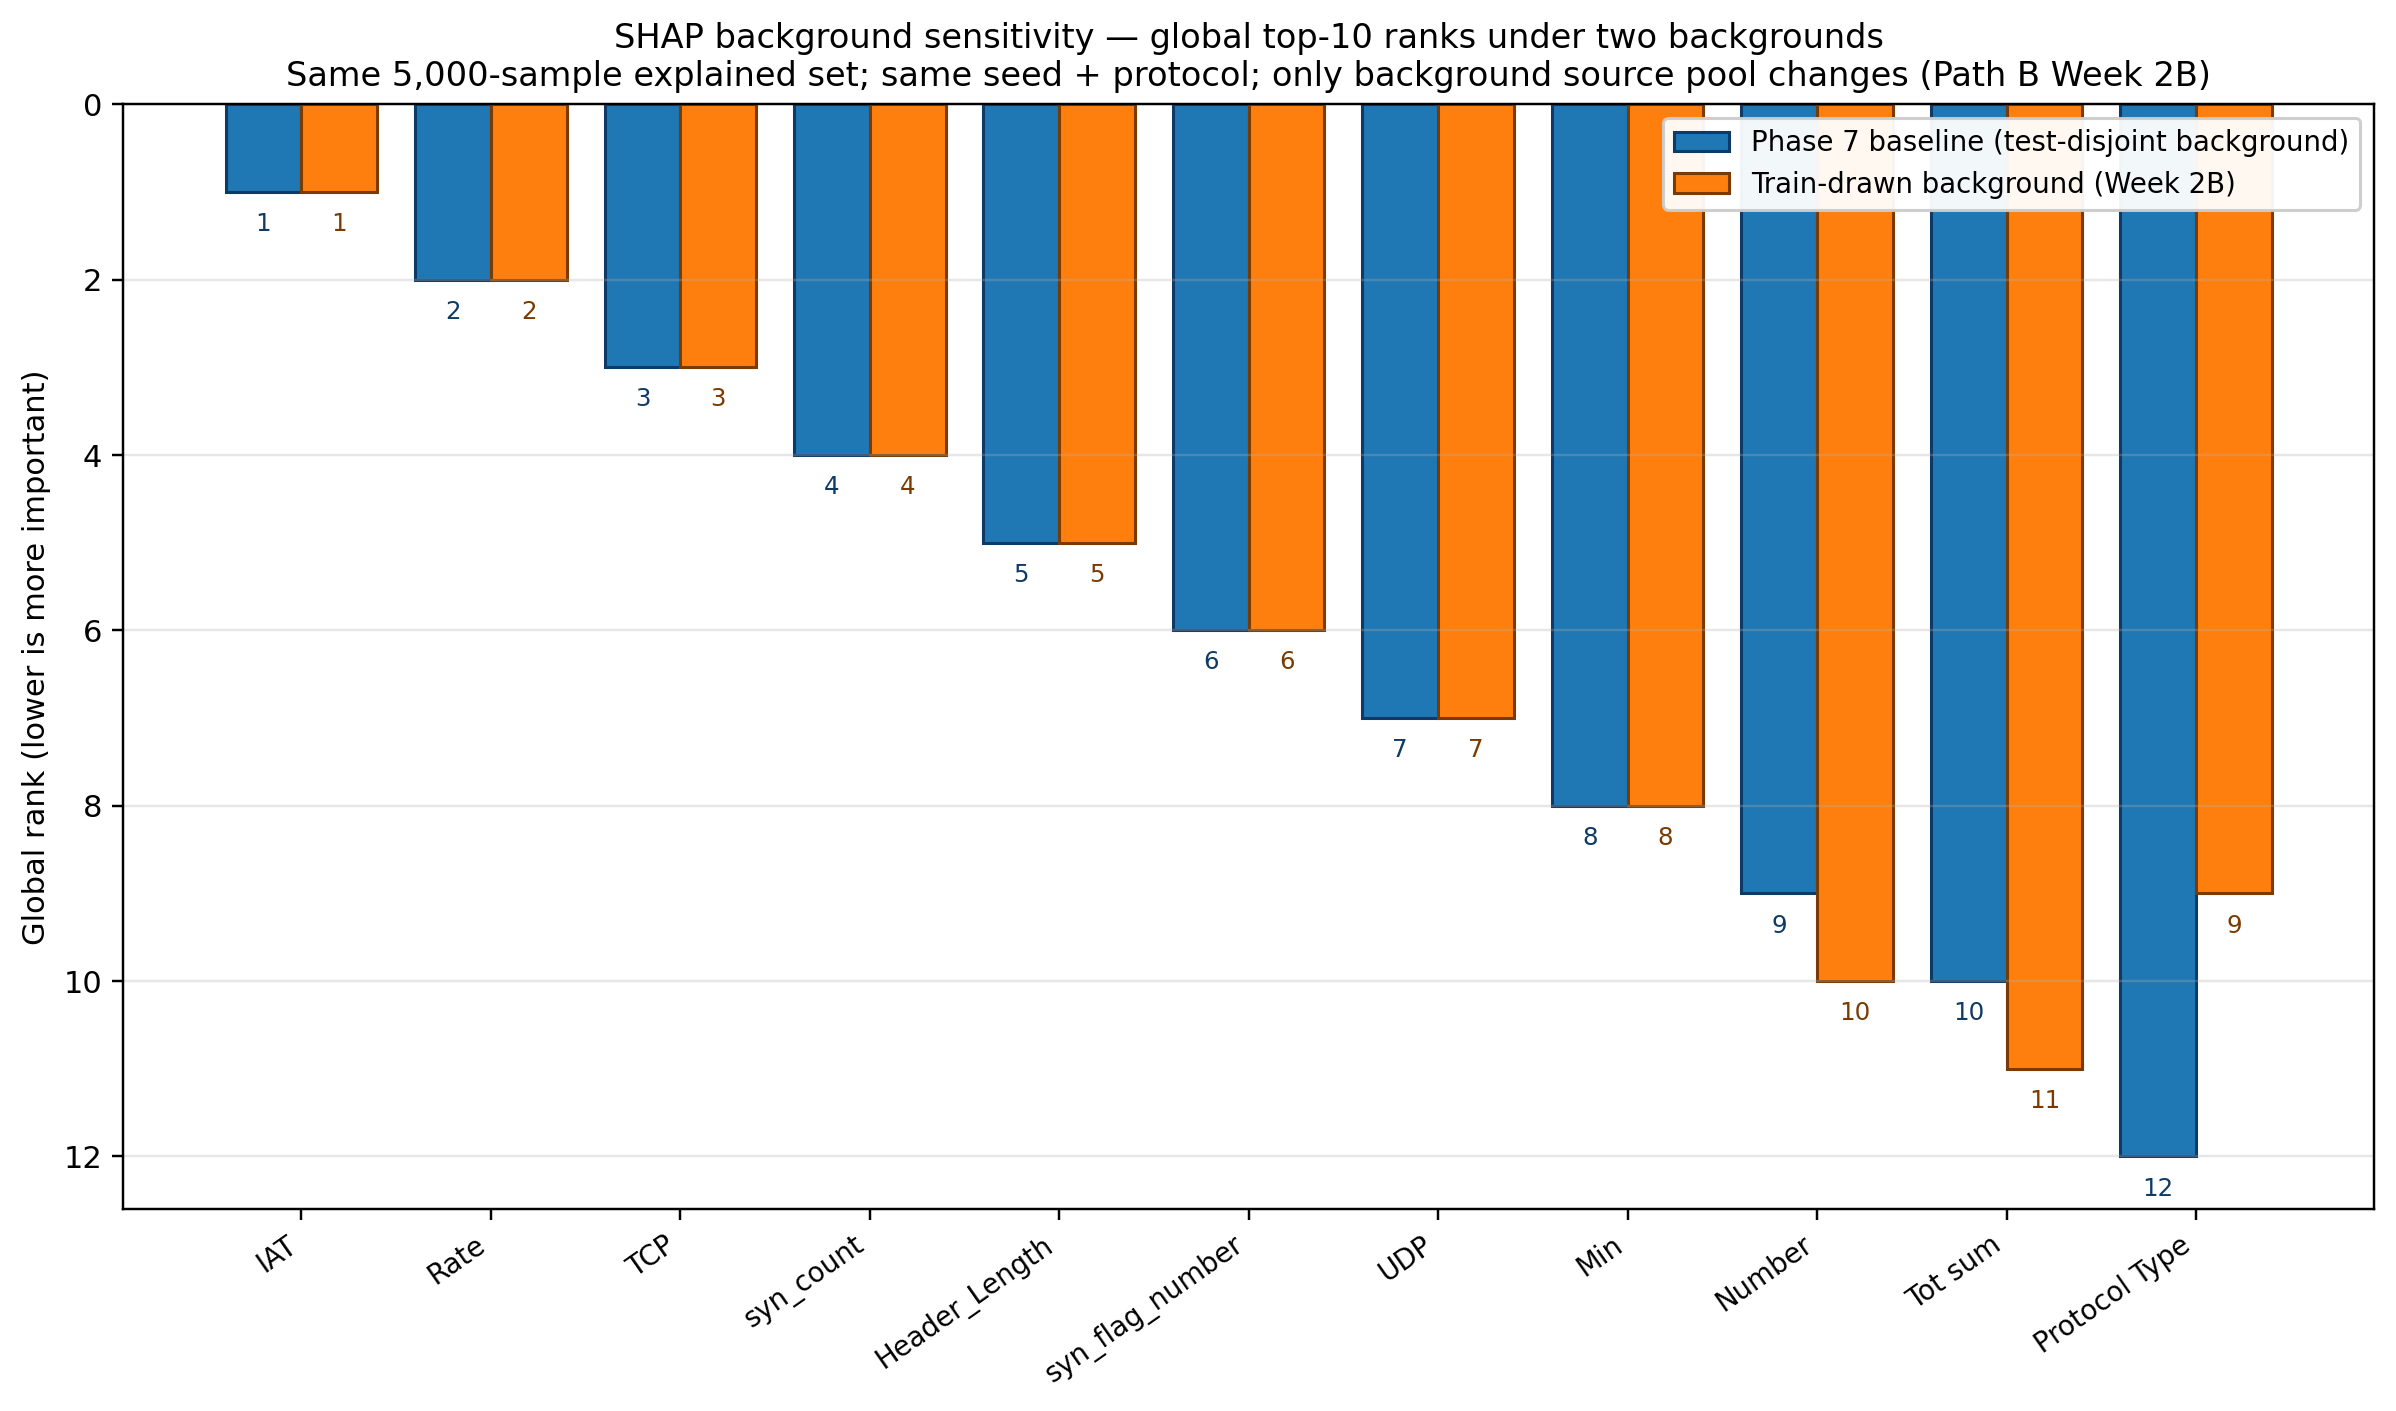 SHAP background sensitivity — global top-10 ranks under two backgrounds
Same 5,000-sample explained set; same seed + protocol; only background source pool changes (Path B Week 2B)
Phase 7 baseline (test-disjoint background)
Train-drawn background (Week 2B)
Global rank (lower is more important)
0
2
4
6
8
10
12
1 1
2 2
3 3
4 4
5 5
6 6
7 7
8 8
9 10
10 11
12 9
IAT
Rate
TCP
syn_count
Header_Length
syn_flag_number
UDP
Min
Number
Tot sum
Protocol Type